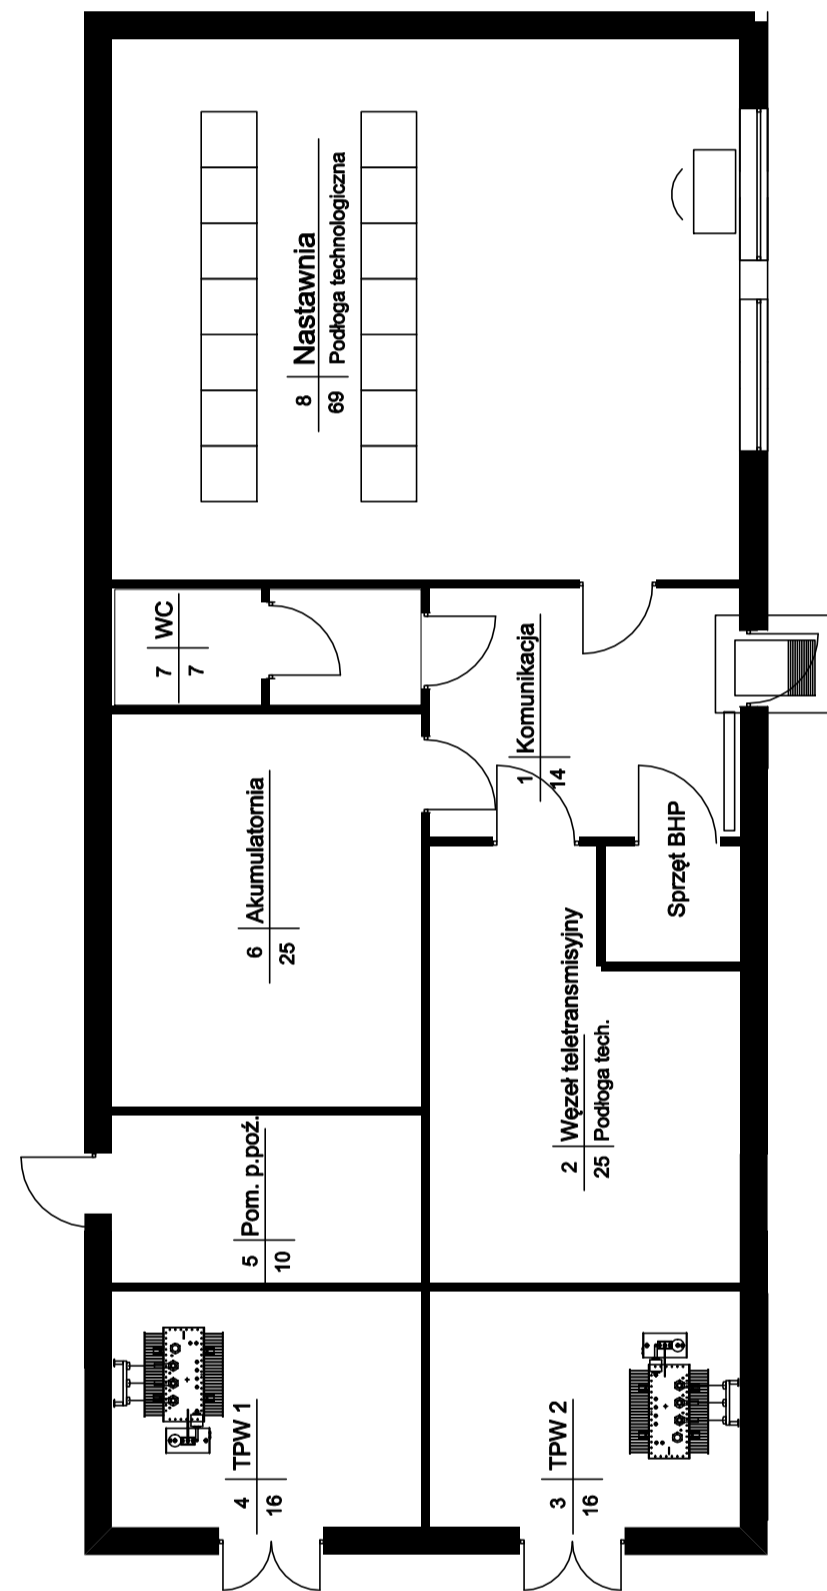 8 Nastawnia
69 Podłoga technologiczna
7 WC
7
1 Komunikacja
14
6 Akumulatornia
25
Sprzęt BHP
2 Węzeł teletransmisyjny
25 Podłoga tech.
5 Pom. p.poż.
10
4 TPW 1
16
3 TPW 2
16